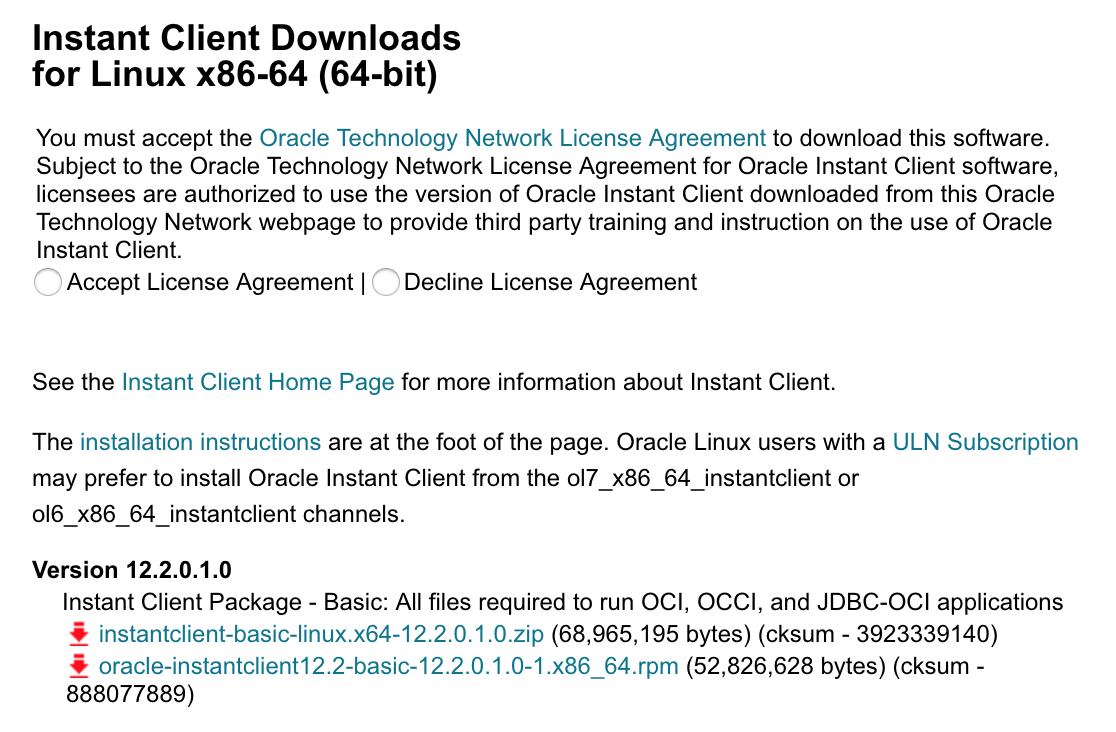 Instant Client Downloads
for Linux x86-64 (64-bit)
You must accept the Oracle Technology Network License Agreement to download this software.
Subject to the Oracle Technology Network License Agreement for Oracle Instant Client software,
licensees are authorized to use the version of Oracle Instant Client downloaded from this Oracle
Technology Network webpage to provide third party training and instruction on the use of Oracle
Instant Client.
Accept License Agreement | Decline License Agreement
See the Instant Client Home Page for more information about Instant Client.
The installation instructions are at the foot of the page. Oracle Linux users with a ULN Subscription
may prefer to install Oracle Instant Client from the ol7_x86_64_instantclient or
ol6_x86_64_instantclient channels.
Version 12.2.0.1.0
Instant Client Package - Basic: All files required to run OCI, OCCI, and JDBC-OCI applications
instantclient-basic-linux.x64-12.2.0.1.0.zip (68,965,195 bytes) (cksum - 3923339140)
oracle-instantclient12.2-basic-12.2.0.1.0-1.x86_64.rpm (52,826,628 bytes) (cksum -
888077889)